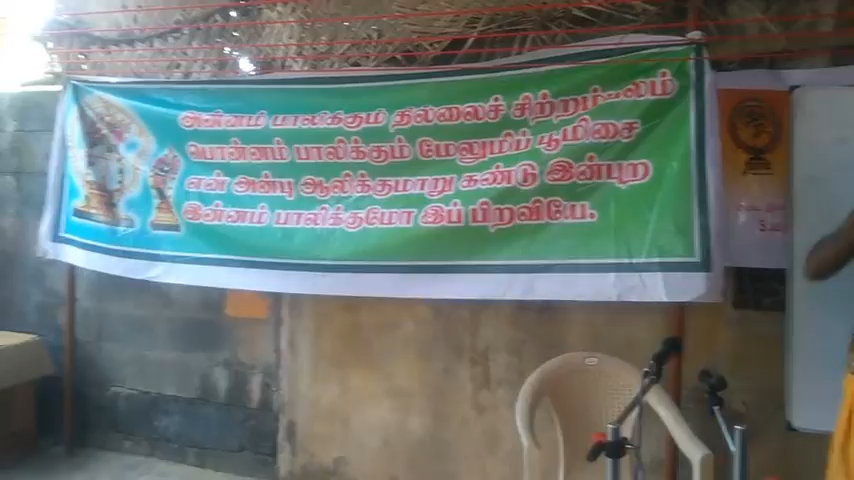 அன்னம் பாலிக்கும் தில்லைச் சிற்றம்பலம்
பொன்னம் பாலிக்கும் மேலுமிப் பூமிசை
என் அன்பு ஆலிக்குமாறு கண்டு இன்புற
இன்னம் பாலிக்குமோ இப் பிறவியே.